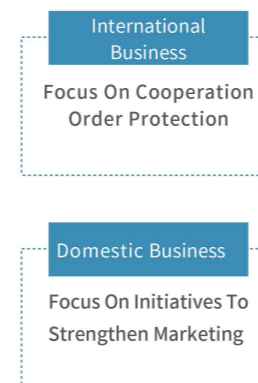 International
Business
Focus On Cooperation
Order Protection
Domestic Business
Focus On Initiatives To
Strengthen Marketing